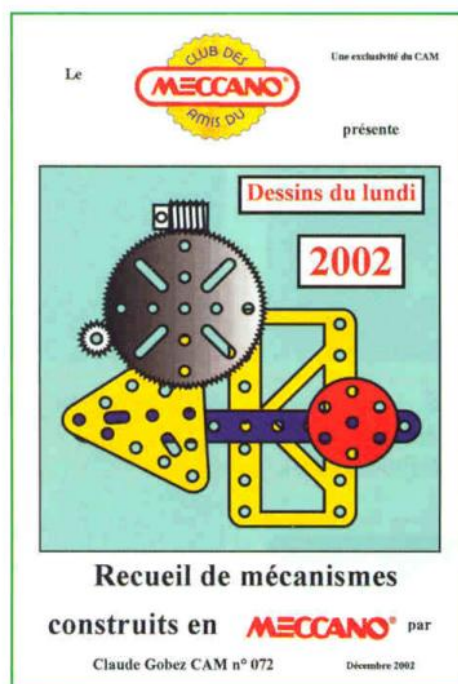 Une exclusivité du CAM
Le
CLUB DES
MECCANO®
AMIS DU
présente
Dessins du lundi
2002
Recueil de mécanismes
construits en MECCANO® par
Claude Gobez CAM n° 072
Décembre 2002